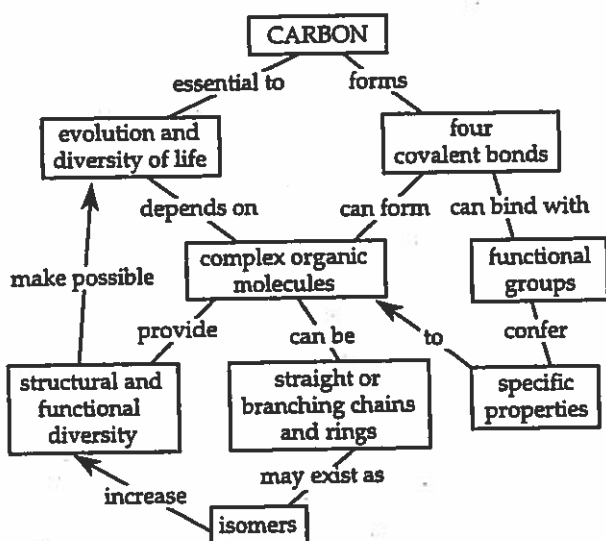 CARBON
essential to
forms
evolution and
diversity of life
four
covalent bonds
depends on
can form
can bind with
make possible
complex organic
molecules
functional
groups
provide
can be
to
confer
structural and
functional
diversity
straight or
branching chains
and rings
specific
properties
increase
may exist as
isomers